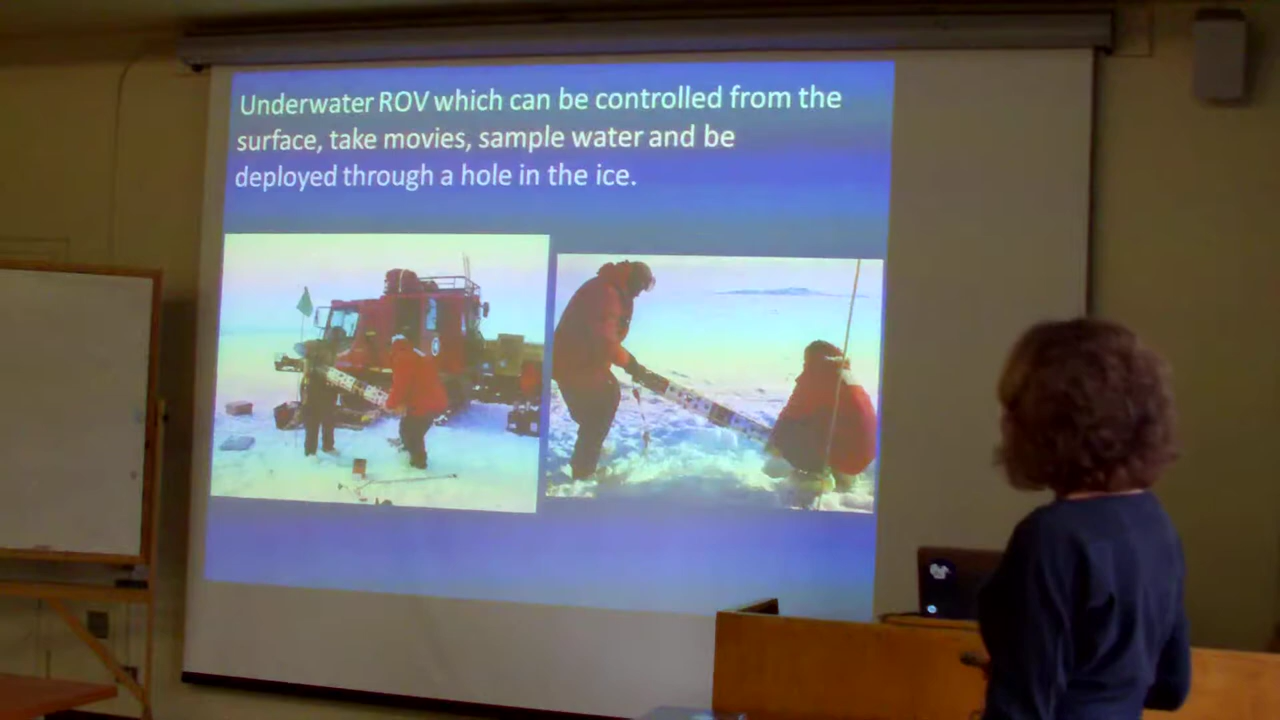 Underwater ROV which can be controlled from the
surface, take movies, sample water and be
deployed through a hole in the ice.